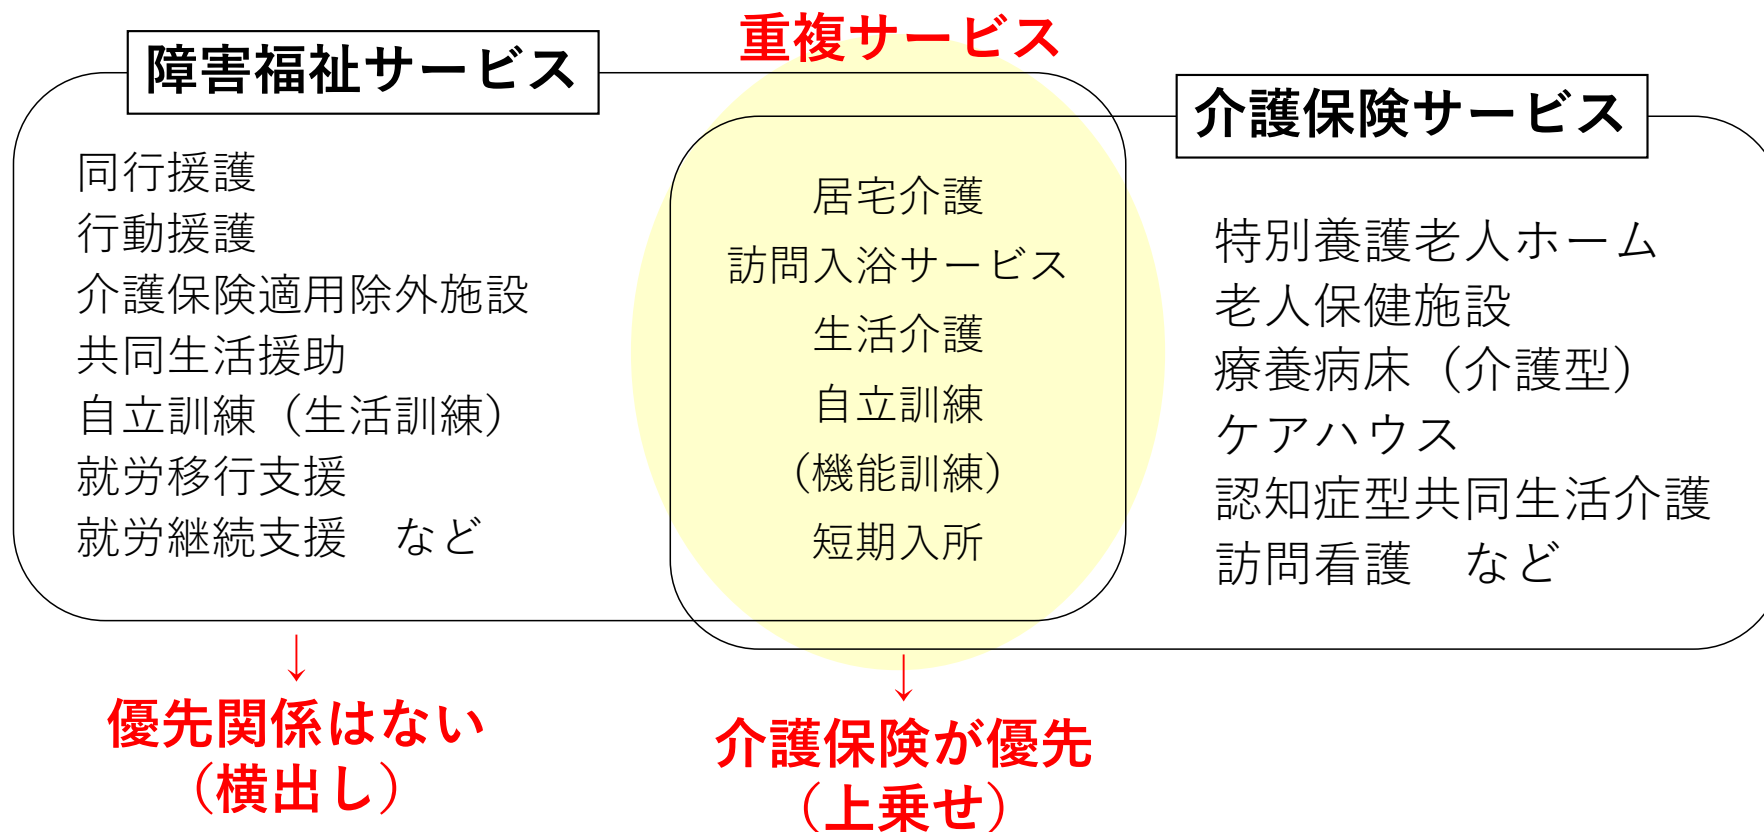 重複サービス
障害福祉サービス
同行援護
行動援護
介護保険適用除外施設
共同生活援助
自立訓練（生活訓練）
就労移行支援
就労継続支援　など
居宅介護
訪問入浴サービス
生活介護
自立訓練
（機能訓練）
短期入所
介護保険サービス
特別養護老人ホーム
老人保健施設
療養病床（介護型）
ケアハウス
認知症型共同生活介護
訪問看護　など
↓
優先関係はない
（横出し）
↓
介護保険が優先
（上乗せ）